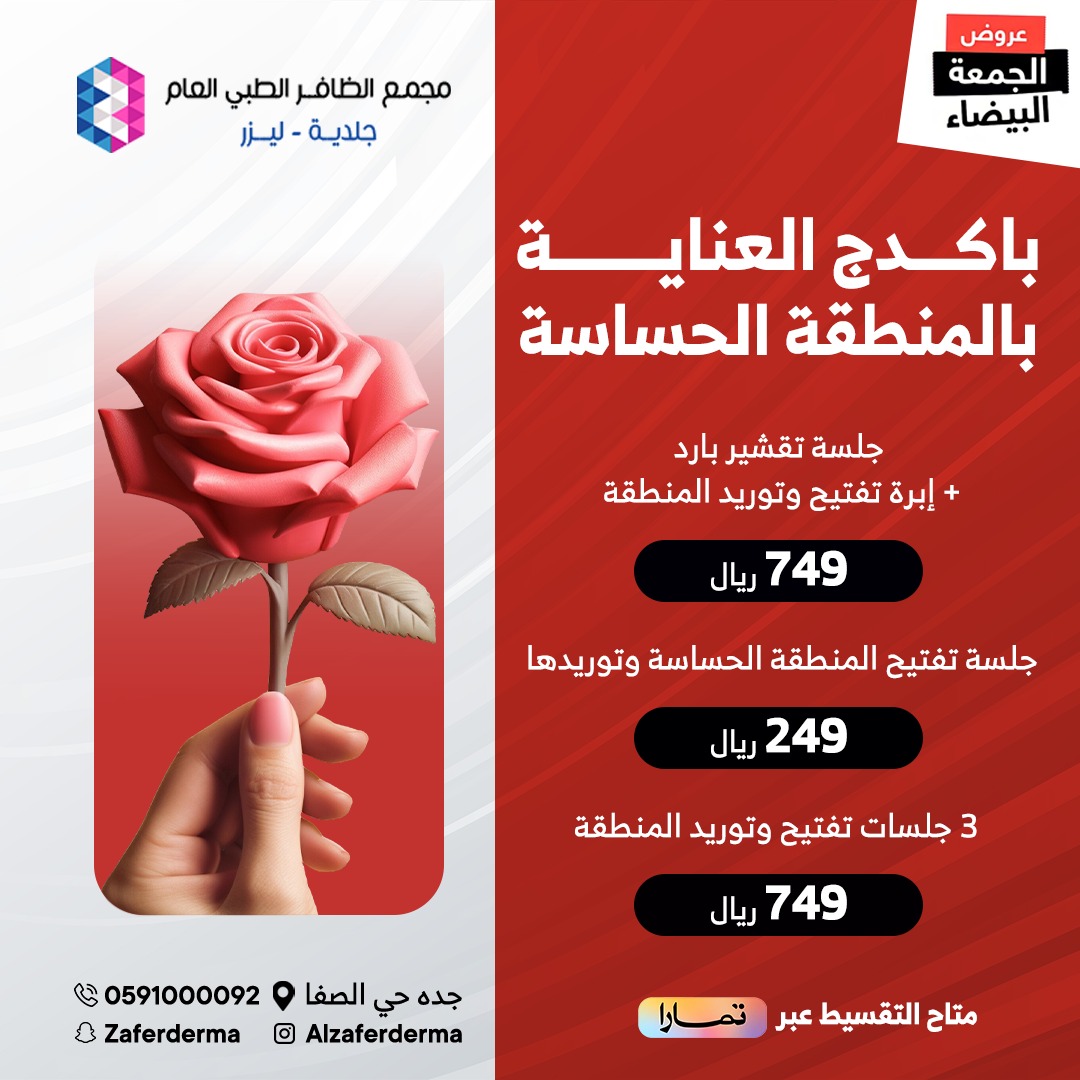 عروض
الجمعة
البيضاء
مجمع الظافر الطبي العام
جلدية - ليزر
باكدج العناية
بالمنطقة الحساسة
جلسة تقشير بارد
+ إبرة تفتيح وتوريد المنطقة
749 ريال
جلسة تفتيح المنطقة الحساسة وتوريدها
249 ريال
3 جلسات تفتيح وتوريد المنطقة
749 ريال
متاح التقسيط عبر تمارا
جده حي الصفا 0591000092
Zaferderma Alzaferderma